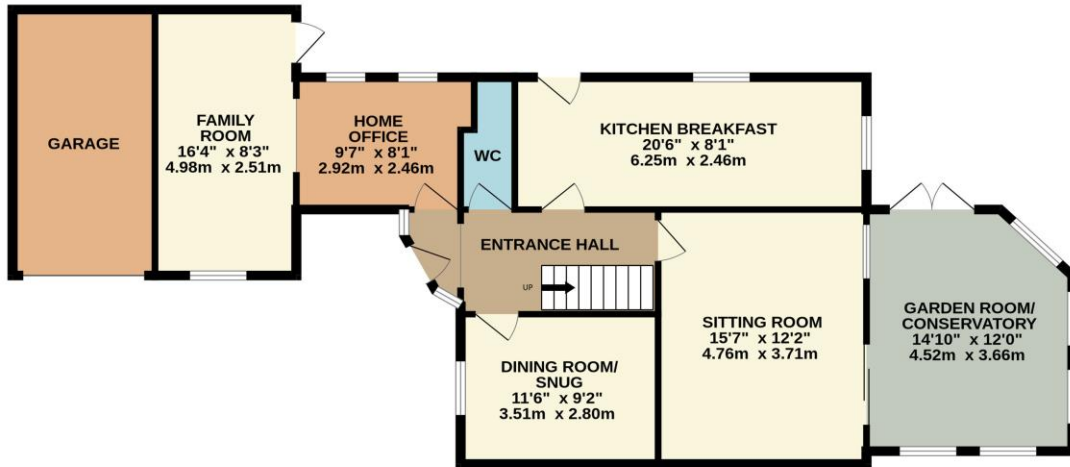 GARAGE
FAMILY
ROOM
16'4" x 8'3"
4.98m x 2.51m
HOME
OFFICE
9'7" x 8'1"
2.92m x 2.46m
WC
KITCHEN BREAKFAST
20'6" x 8'1"
6.25m x 2.46m
ENTRANCE HALL
UP
DINING ROOM/
SNUG
11'6" x 9'2"
3.51m x 2.80m
SITTING ROOM
15'7" x 12'2"
4.76m x 3.71m
GARDEN ROOM/
CONSERVATORY
14'10" x 12'0"
4.52m x 3.66m